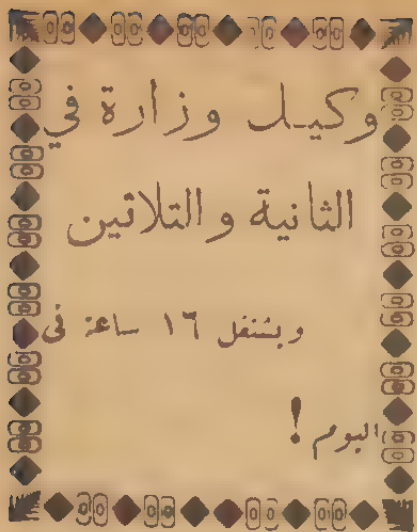 وكيل وزارة في
الثانية والثلاثين
ويشتغل ١٦ ساعة في
اليوم !